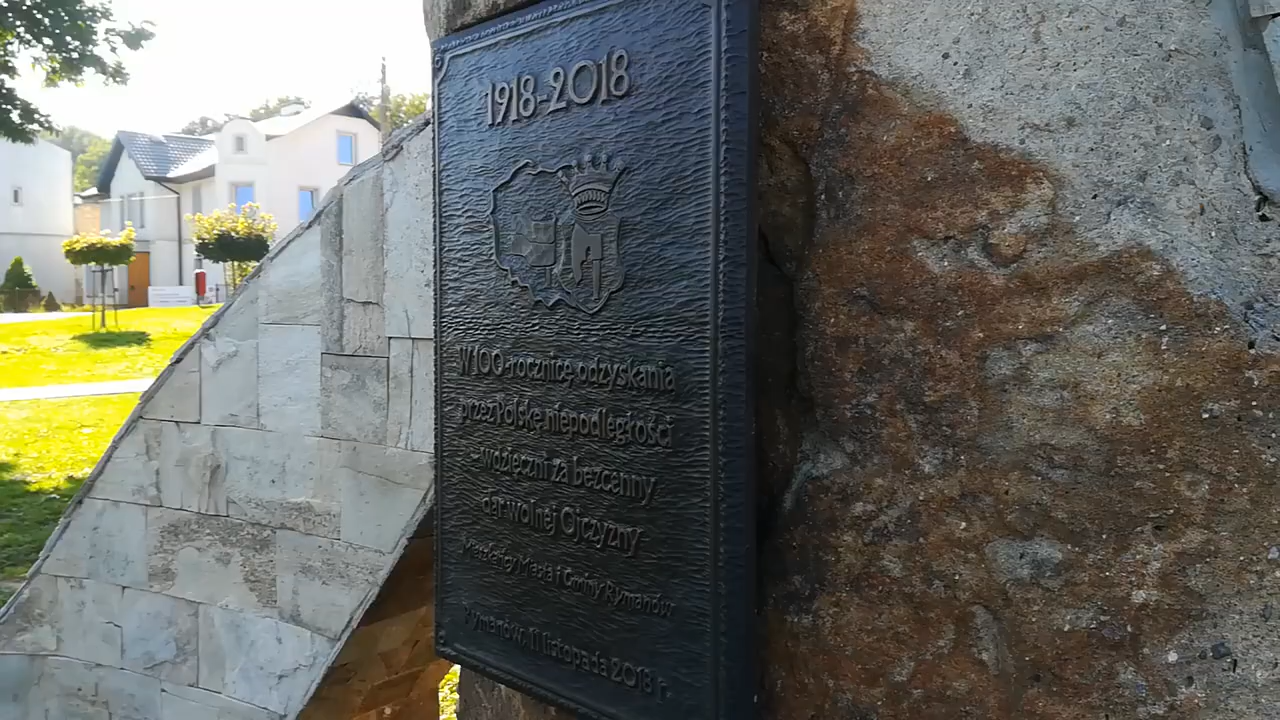 1918-2018
W 100-rocznicę odzyskania
przez Polskę niepodległości
- wdzięczni za bezcenny
dar wolnej Ojczyzny
Mieszkańcy Miasta i Gminy Rymanów
Rymanów, 11 listopada 2018 r.